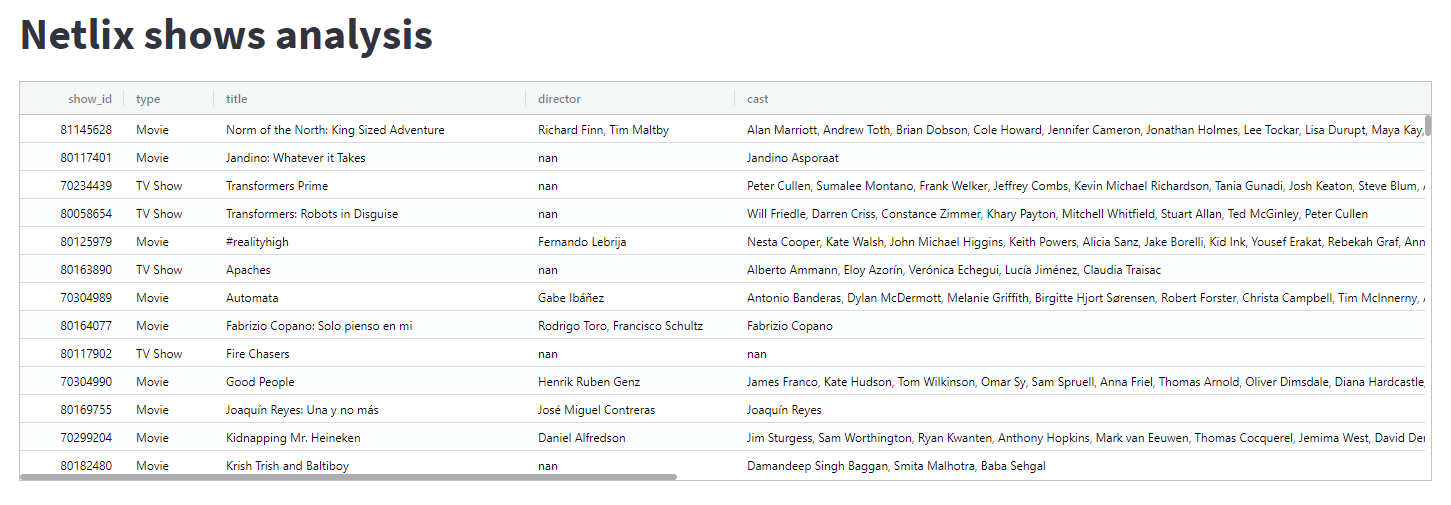 Netlix shows analysis
show_id type title director cast
81145628 Movie Norm of the North: King Sized Adventure Richard Finn, Tim Maltby Alan Marriott, Andrew Toth, Brian Dobson, Cole Howard, Jennifer Cameron, Jonathan Holmes, Lee Tockar, Lisa Durupt, Maya Kay,
80117401 Movie Jandino: Whatever it Takes nan Jandino Asporaat
70234439 TV Show Transformers Prime nan Peter Cullen, Sumalee Montano, Frank Welker, Jeffrey Combs, Kevin Michael Richardson, Tania Gunadi, Josh Keaton, Steve Blum,
80058654 TV Show Transformers: Robots in Disguise nan Will Friedle, Darren Criss, Constance Zimmer, Khary Payton, Mitchell Whitfield, Stuart Allan, Ted McGinley, Peter Cullen
80125979 Movie #realityhigh Fernando Lebrija Nesta Cooper, Kate Walsh, John Michael Higgins, Keith Powers, Alicia Sanz, Jake Borelli, Kid Ink, Yousef Erakat, Rebekah Graf, Ann
80163890 TV Show Apaches nan Alberto Ammann, Eloy Azorín, Verónica Echegui, Lucía Jiménez, Claudia Traisac
70304989 Movie Automata Gabe Ibáñez Antonio Banderas, Dylan McDermott, Melanie Griffith, Birgitte Hjort Sørensen, Robert Forster, Christa Campbell, Tim McInnerny,
80164077 Movie Fabrizio Copano: Solo pienso en mi Rodrigo Toro, Francisco Schultz Fabrizio Copano
80117902 TV Show Fire Chasers nan nan
70304990 Movie Good People Henrik Ruben Genz James Franco, Kate Hudson, Tom Wilkinson, Omar Sy, Sam Spruell, Anna Friel, Thomas Arnold, Oliver Dimsdale, Diana Hardcastle,
80169755 Movie Joaquín Reyes: Una y no más José Miguel Contreras Joaquín Reyes
70299204 Movie Kidnapping Mr. Heineken Daniel Alfredson Jim Sturgess, Sam Worthington, Ryan Kwanten, Anthony Hopkins, Mark van Eeuwen, Thomas Cocquerel, Jemima West, David
80182480 Movie Krish Trish and Baltiboy nan Damandeep Singh Baggan, Smita Malhotra, Baba Sehgal